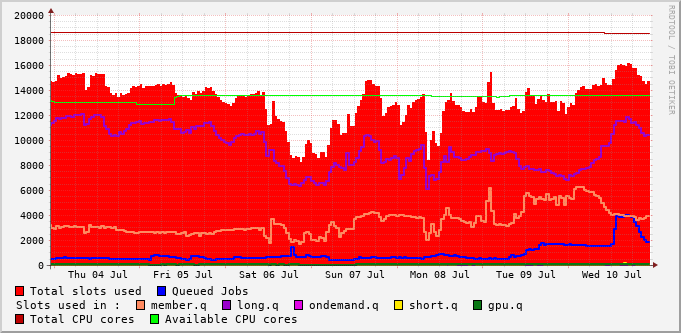 RRDTOOL / TOBI OETIKER
20000
18000
16000
14000
12000
10000
8000
6000
4000
2000
0
Thu 04 Jul Fri 05 Jul Sat 06 Jul Sun 07 Jul Mon 08 Jul Tue 09 Jul Wed 10 Jul
Total slots used Queued Jobs
Slots used in : member.q long.q ondemand.q short.q gpu.q
Total CPU cores Available CPU cores